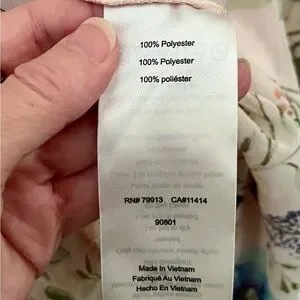 100% Polyester
100% Polyester
100% poliéster
RN# 79913 CA#11414
90801
Made In Vietnam
Fabriqué Au Vietnam
Hecho En Vietnam